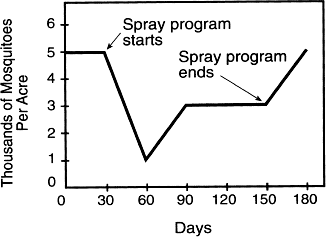 Thousands of Mosquitoes
Per Acre
6
5
4
3
2
1
0
Spray program
starts
Spray program
ends
0 30 60 90 120 150 180
Days